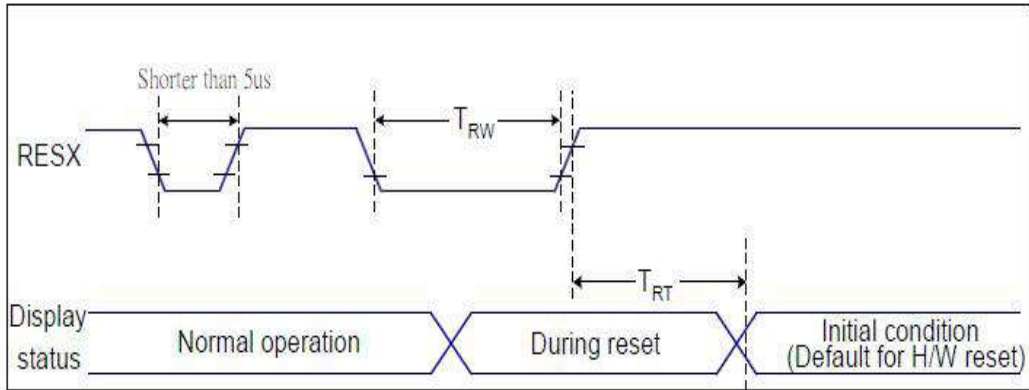 Shorter than 5us
TRW
RESX
TRT
Display
status
Normal operation
During reset
Initial condition
(Default for H/W reset)